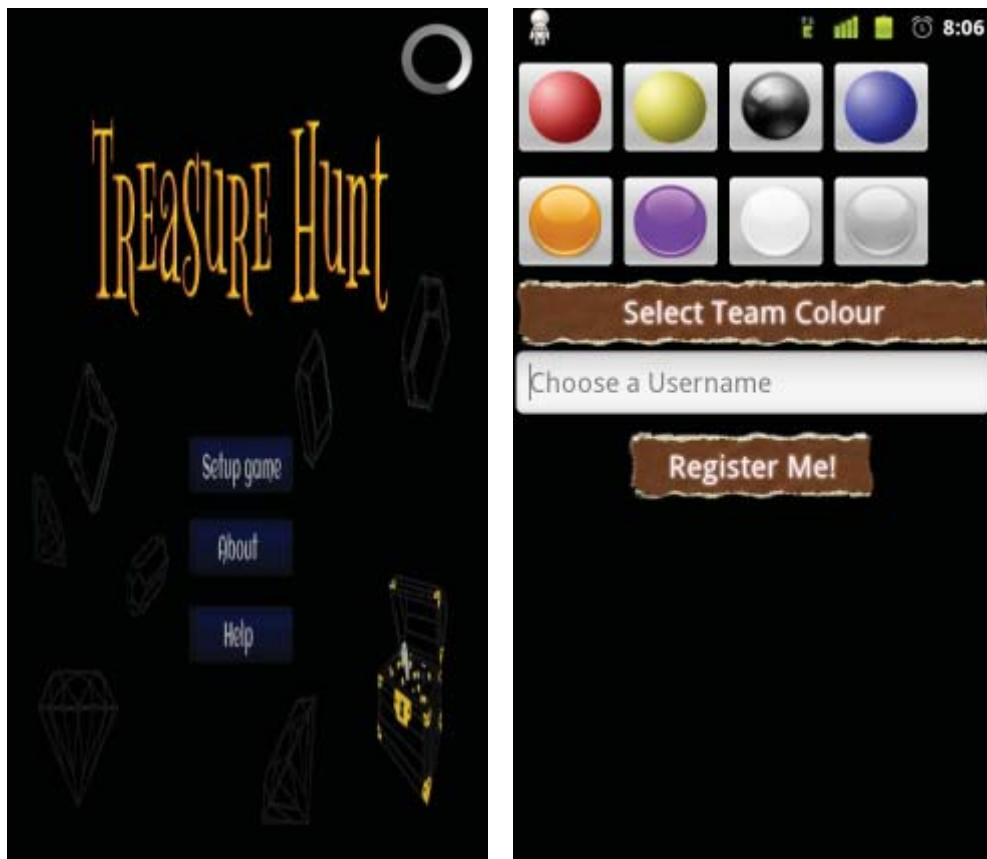 Treasure Hunt
Setup game
About
Help
8:06
Select Team Colour
Choose a Username
Register Me!